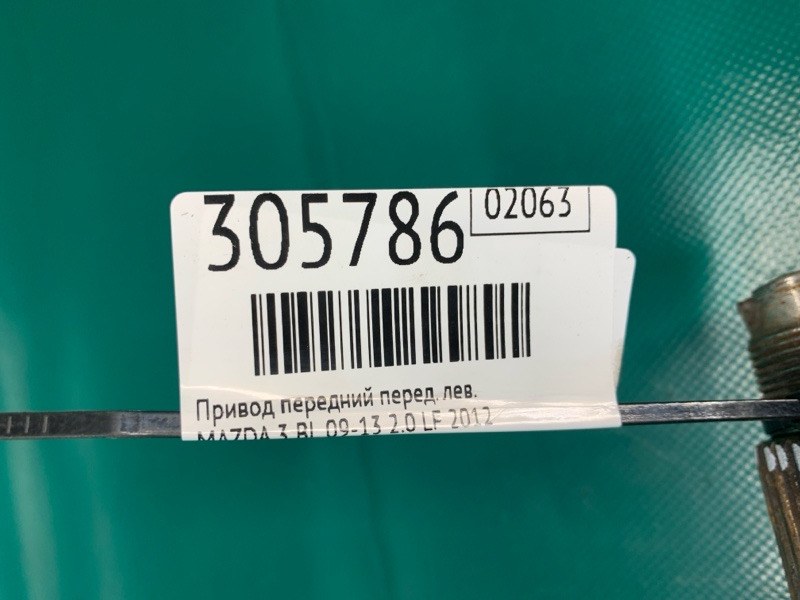 305786
02063
Привод передний перед. лев.
MAZDA 3 BL 09-13 2.0 LF 2012